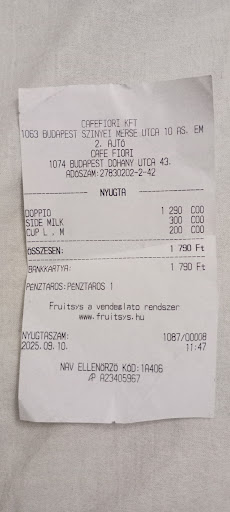 CAFEFIORI KFT
1063 BUDAPEST SZINYEI MERSE UTCA 10 AS. EM
2. AJTÓ
CAFE FIORI
1074 BUDAPEST DOHANY UTCA 43.
ADÓSZÁM:27830202-2-42
NYUGTA
DOPPIO 1 290 C00
SIDE MILK 300 C00
CUP L . M 200 C00
ÖSSZESEN: 1 790 Ft
BANKKÁRTYA: 1 790 Ft
PÉNZTÁROS:PENZTAROS 1
Fruitsys a vendéglátó rendszer
www.fruitsys.hu
NYUGTASZÁM: 1087/00008
2025.09.10. 11:47
NAV ELLENŐRZŐ KÓD:1A406
AP A23405967